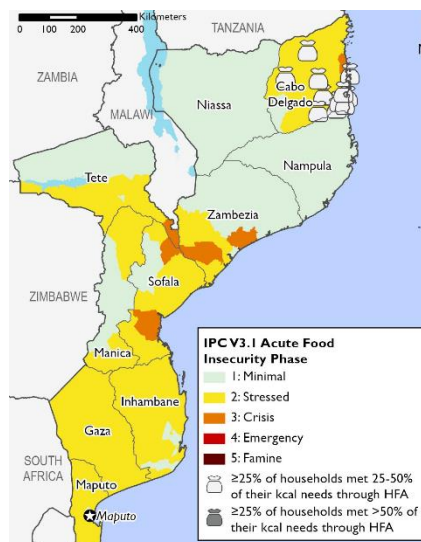 0 100 200 400
Kilometers
TANZANIA
ZAMBIA
MALAWI
Niassa
Cabo
Delgado
Nampula
Tete
Zambezia
Sofala
ZIMBABWE
Manica
Inhambane
Gaza
SOUTH
AFRICA
Maputo
Maputo
IPC V3.1 Acute Food
Insecurity Phase
1: Minimal
2: Stressed
3: Crisis
4: Emergency
5: Famine
≥25% of households met 25-50%
of their kcal needs through HFA
≥25% of households met >50% of
their kcal needs through HFA